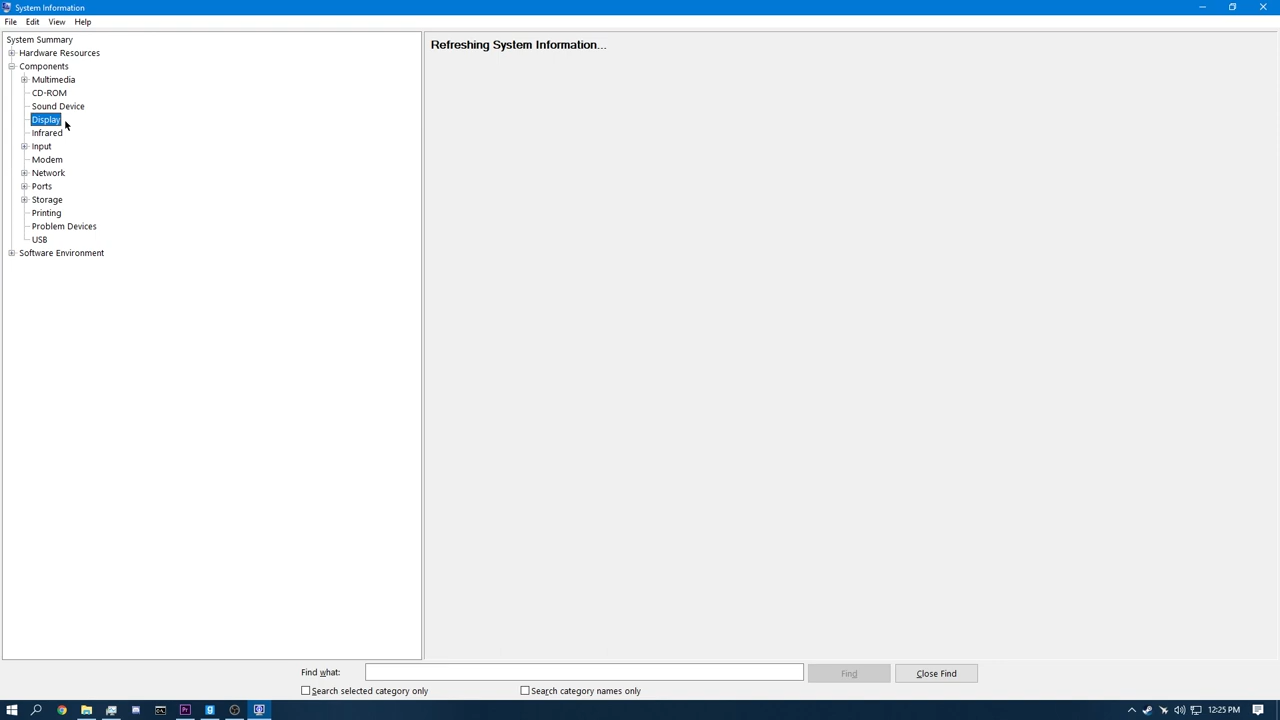 System Information
File Edit View Help
System Summary
Hardware Resources
Components
Multimedia
CD-ROM
Sound Device
Display
Infrared
Input
Modem
Network
Ports
Storage
Printing
Problem Devices
USB
Software Environment
Refreshing System Information...
Find what: Find Close Find
Search selected category only Search category names only
Pr 12:25 PM